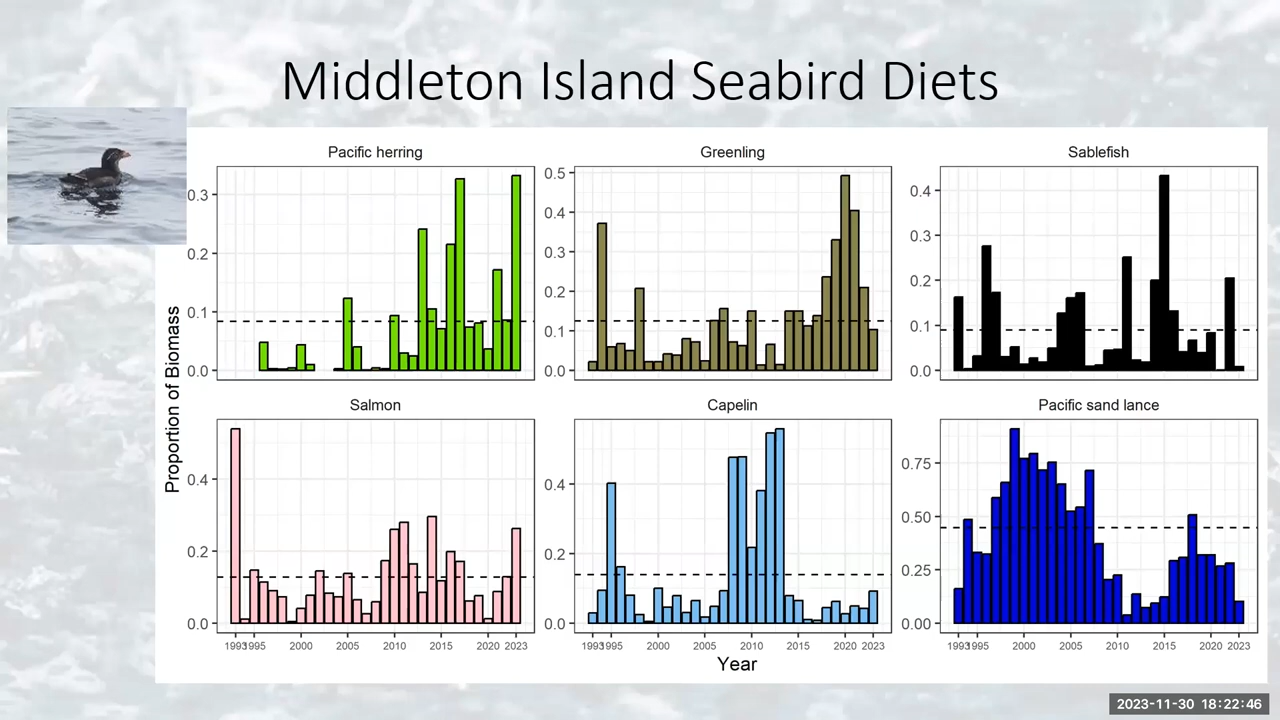 Middleton Island Seabird Diets
Pacific herring
Greenling
Sablefish
0.3
0.2
0.1
0.0
0.5
0.4
0.3
0.2
0.1
0.0
0.4
0.3
0.2
0.1
0.0
Proportion of Biomass
Salmon
Capelin
Pacific sand lance
0.4
0.2
0.0
0.4
0.2
0.0
0.75
0.50
0.25
0.00
1993 1995 2000 2005 2010 2015 2020 2023
1993 1995 2000 2005 2010 2015 2020 2023
1993 1995 2000 2005 2010 2015 2020 2023
Year
2023-11-30 18:22:46